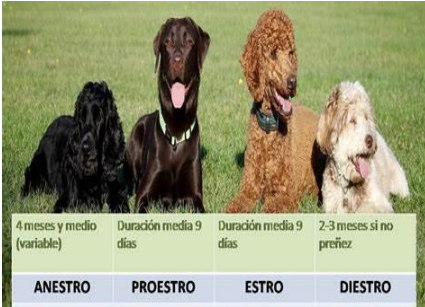 4 meses y medio
(variable)
Duración media 9
días
Duración media 9
días
2-3 meses si no
preñez
ANESTRO
PROESTRO
ESTRO
DIESTRO